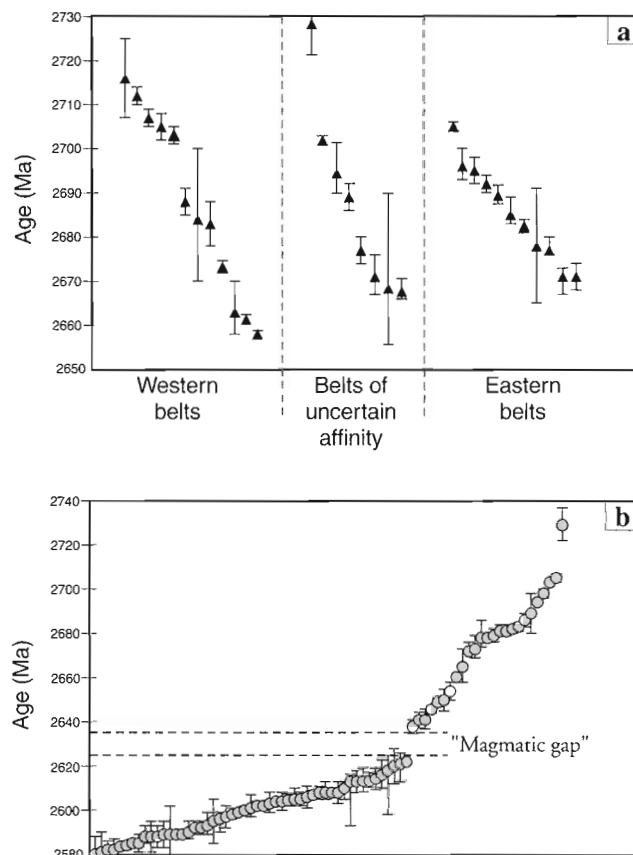 a
Age (Ma)
2730
2720
2710
2700
2690
2680
2670
2660
2650
Western
belts
Belts of
uncertain
affinity
Eastern
belts
b
Age (Ma)
2740
2720
2700
2680
2660
2640
2620
2600
2580
"Magmatic gap"